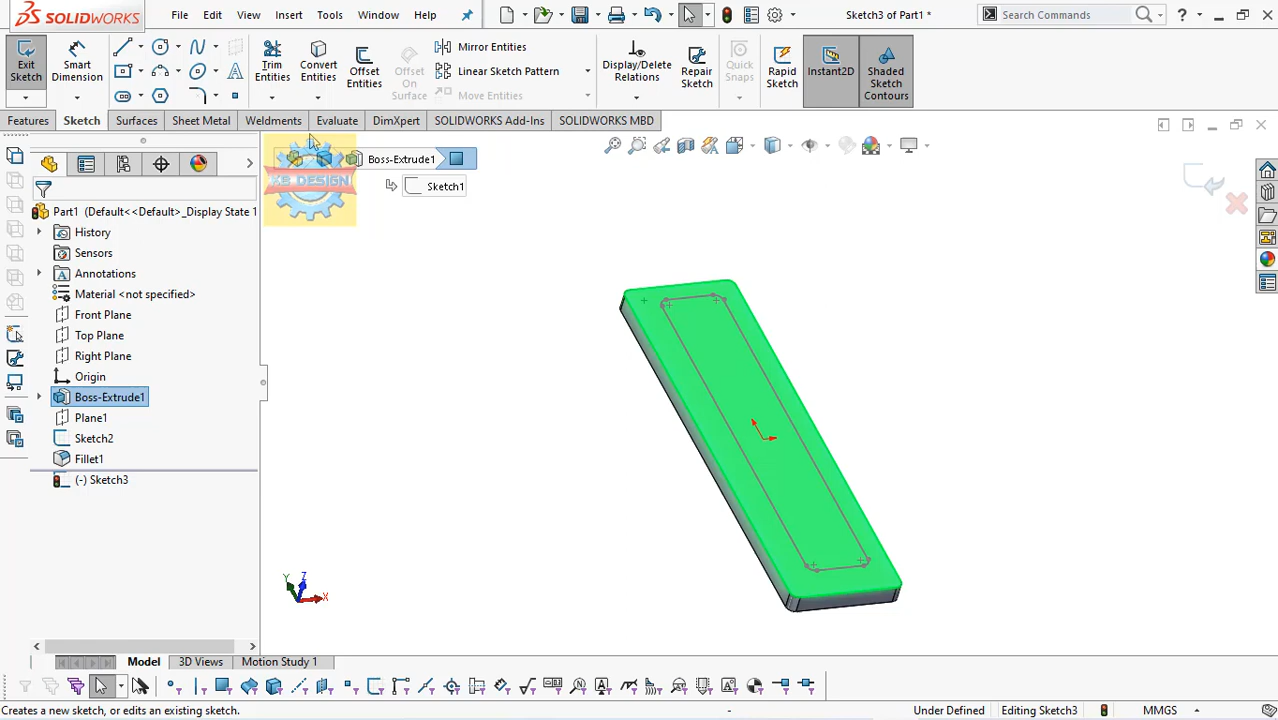 SOLIDWORKS File Edit View Insert Tools Window Help Sketch3 of Part1 * Search Commands ?
Exit Sketch Smart Dimension Trim Entities Convert Entities Offset Entities Offset On Surface Mirror Entities Linear Sketch Pattern Move Entities Display/Delete Relations Repair Sketch Quick Snaps Rapid Sketch Instant2D Shaded Sketch Contours
Features Sketch Surfaces Sheet Metal Weldments Evaluate DimXpert SOLIDWORKS Add-Ins SOLIDWORKS MBD
Boss-Extrude1
KB DESIGN
Sketch1
Part1 (Default<<Default>_Display State 1
History
Sensors
Annotations
Material <not specified>
Front Plane
Top Plane
Right Plane
Origin
Boss-Extrude1
Plane1
Sketch2
Fillet1
(-) Sketch3
Y Z X
Model 3D Views Motion Study 1
Creates a new sketch, or edits an existing sketch. - Under Defined Editing Sketch3 MMGS